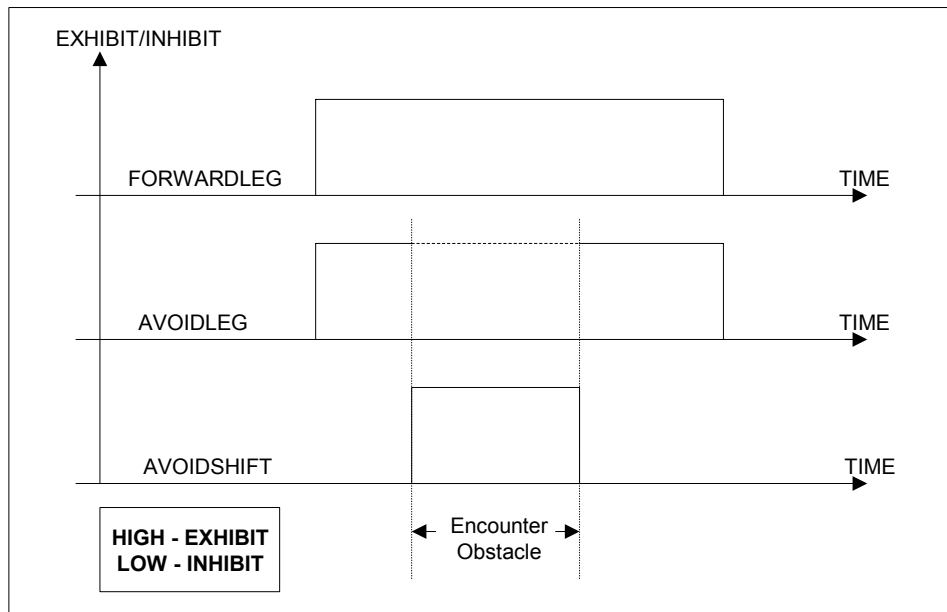 EXHIBIT/INHIBIT
FORWARDLEG
TIME
AVOIDLEG
TIME
AVOIDSHIFT
TIME
HIGH - EXHIBIT
LOW - INHIBIT
Encounter
Obstacle